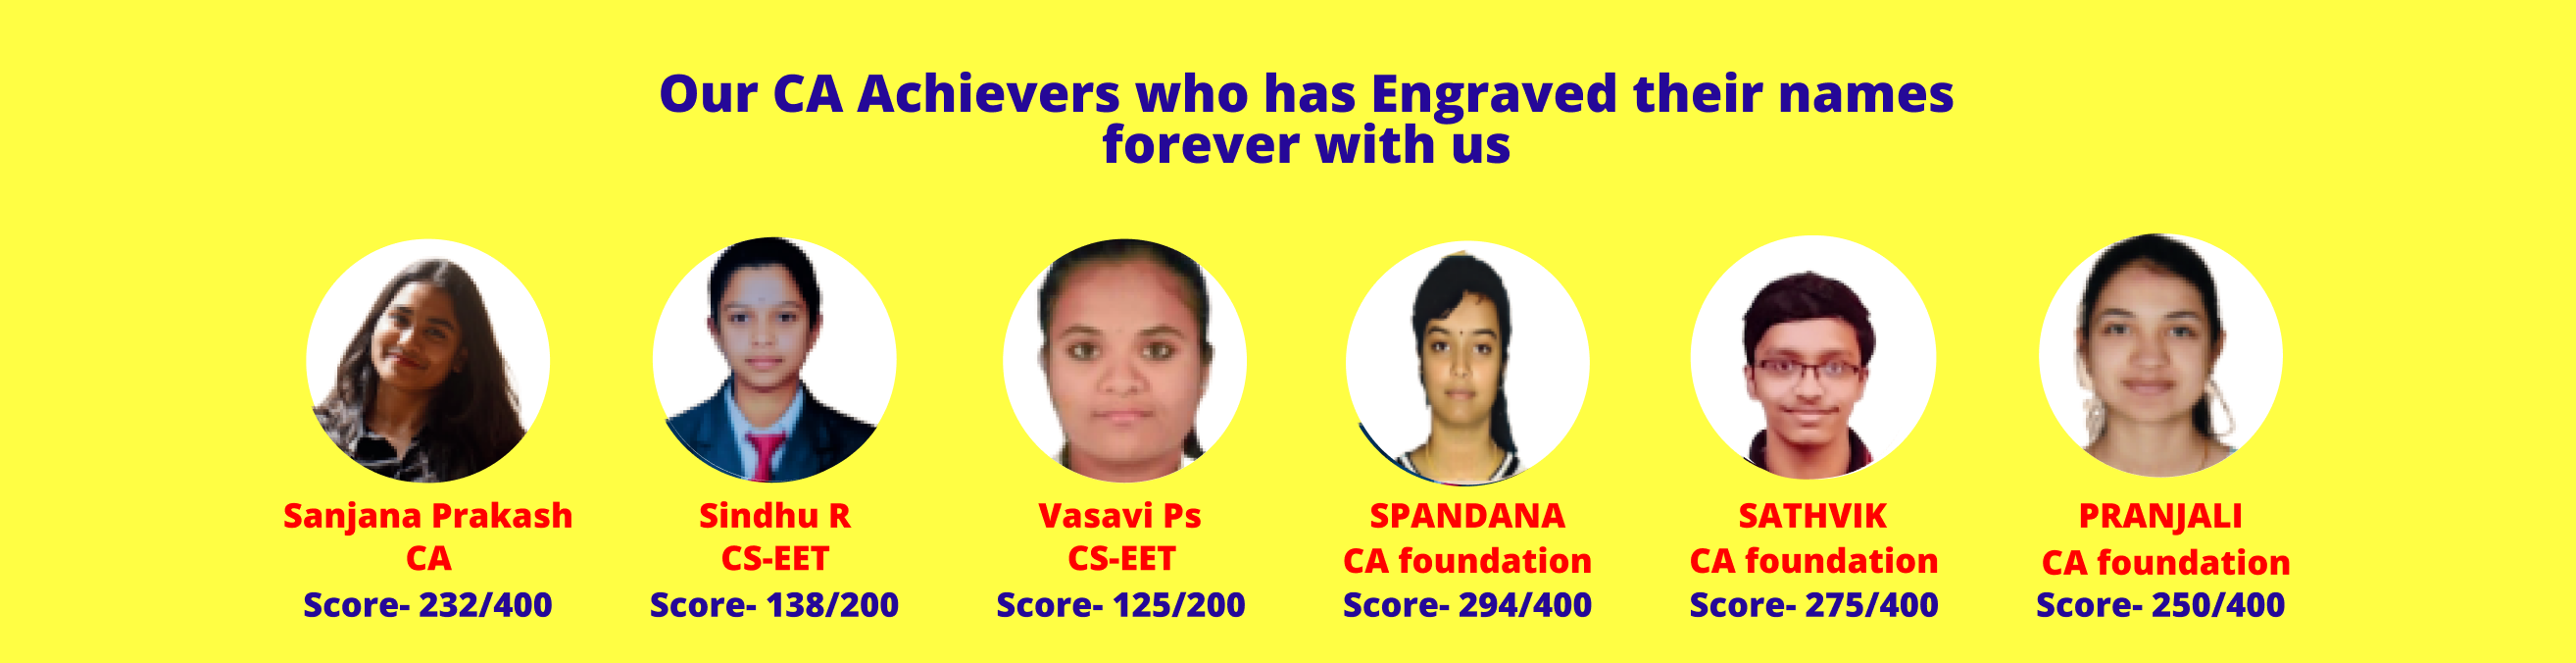 Our CA Achievers who has Engraved their names
forever with us
Sanjana Prakash
CA
Score- 232/400
Sindhu R
CS-EET
Score- 138/200
Vasavi Ps
CS-EET
Score- 125/200
SPANDANA
CA foundation
Score- 294/400
SATHVIK
CA foundation
Score- 275/400
PRANJALI
CA foundation
Score- 250/400